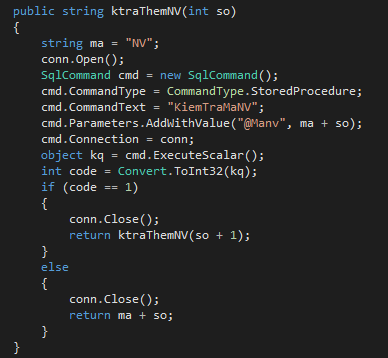 public string ktraThemNV(int so)
{
    string ma = "NV";
    conn.Open();
    SqlCommand cmd = new SqlCommand();
    cmd.CommandType = CommandType.StoredProcedure;
    cmd.CommandText = "KiemTraMaNV";
    cmd.Parameters.AddWithValue("@Manv", ma + so);
    cmd.Connection = conn;
    object kq = cmd.ExecuteScalar();
    int code = Convert.ToInt32(kq);
    if (code == 1)
    {
        conn.Close();
        return ktraThemNV(so + 1);
    }
    else
    {
        conn.Close();
        return ma + so;
    }
}